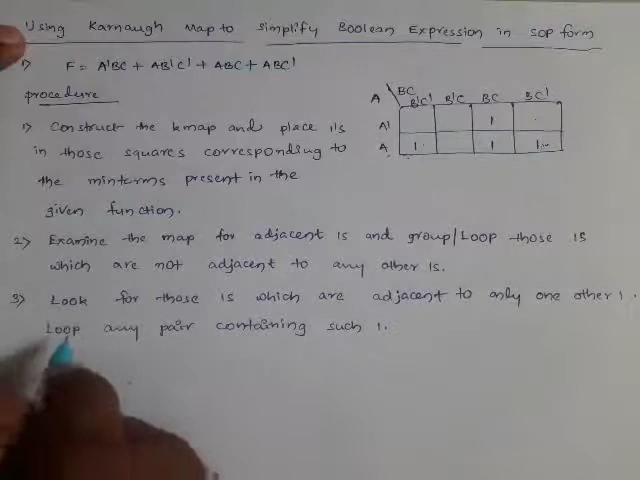 Using Karnaugh Map to Simplify Boolean Expression in SOP form
1) F = A'BC + AB'C' + ABC + ABC'
procedure
A BC
B'C' B'C BC BC'
A' 1
A 1 1 1
1) Construct the kmap and place 1s
in those squares corresponding to
the minterms present in the
given function.
2) Examine the map for adjacent 1s and group/Loop those 1s
which are not adjacent to any other 1s.
3) Look for those 1s which are adjacent to only one other 1.
Loop any pair containing such 1.